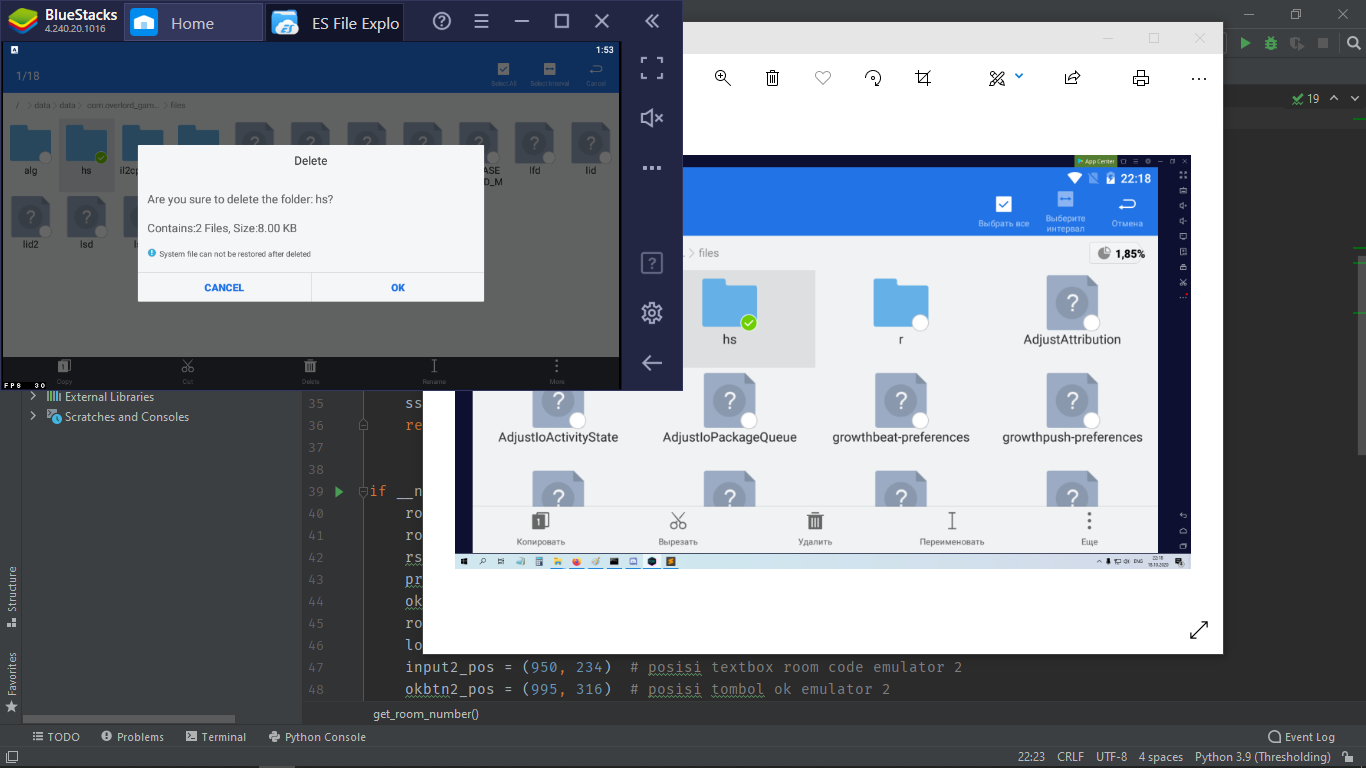 BlueStacks
4.240.20.1016
Home
ES File Explo
1:53
1/18
Select All
Select Interval
Cancel
/ data data com.overlord_gam... files
alg
hs
il2cp
ASE
D_M
lfd
lid
lid2
lsd
Delete
Are you sure to delete the folder: hs?
Contains:2 Files, Size:8.00 KB
System file can not be restored after deleted
CANCEL
OK
Copy
Cut
Delete
Rename
More
FPS 30
App Center
22:18
Выбрать все
Выберите
интервал
Отмена
files
1,85%
hs
r
AdjustAttribution
AdjustIoActivityState
AdjustIoPackageQueue
growthbeat-preferences
growthpush-preferences
1
Копировать
Вырезать
Удалить
Переименовать
Еще
ENG
22:18
19
External Libraries
Scratches and Consoles
35 ss
36 re
37
38
39 if __n
40 ro
41 ro
42 rs
43 pr
44 ok
45 ro
46 lo
47 input2_pos = (950, 234) # posisi textbox room code emulator 2
48 okbtn2_pos = (995, 316) # posisi tombol ok emulator 2
get_room_number()
Structure
Favorites
TODO
Problems
Terminal
Python Console
Event Log
22:23 CRLF UTF-8 4 spaces Python 3.9 (Thresholding)